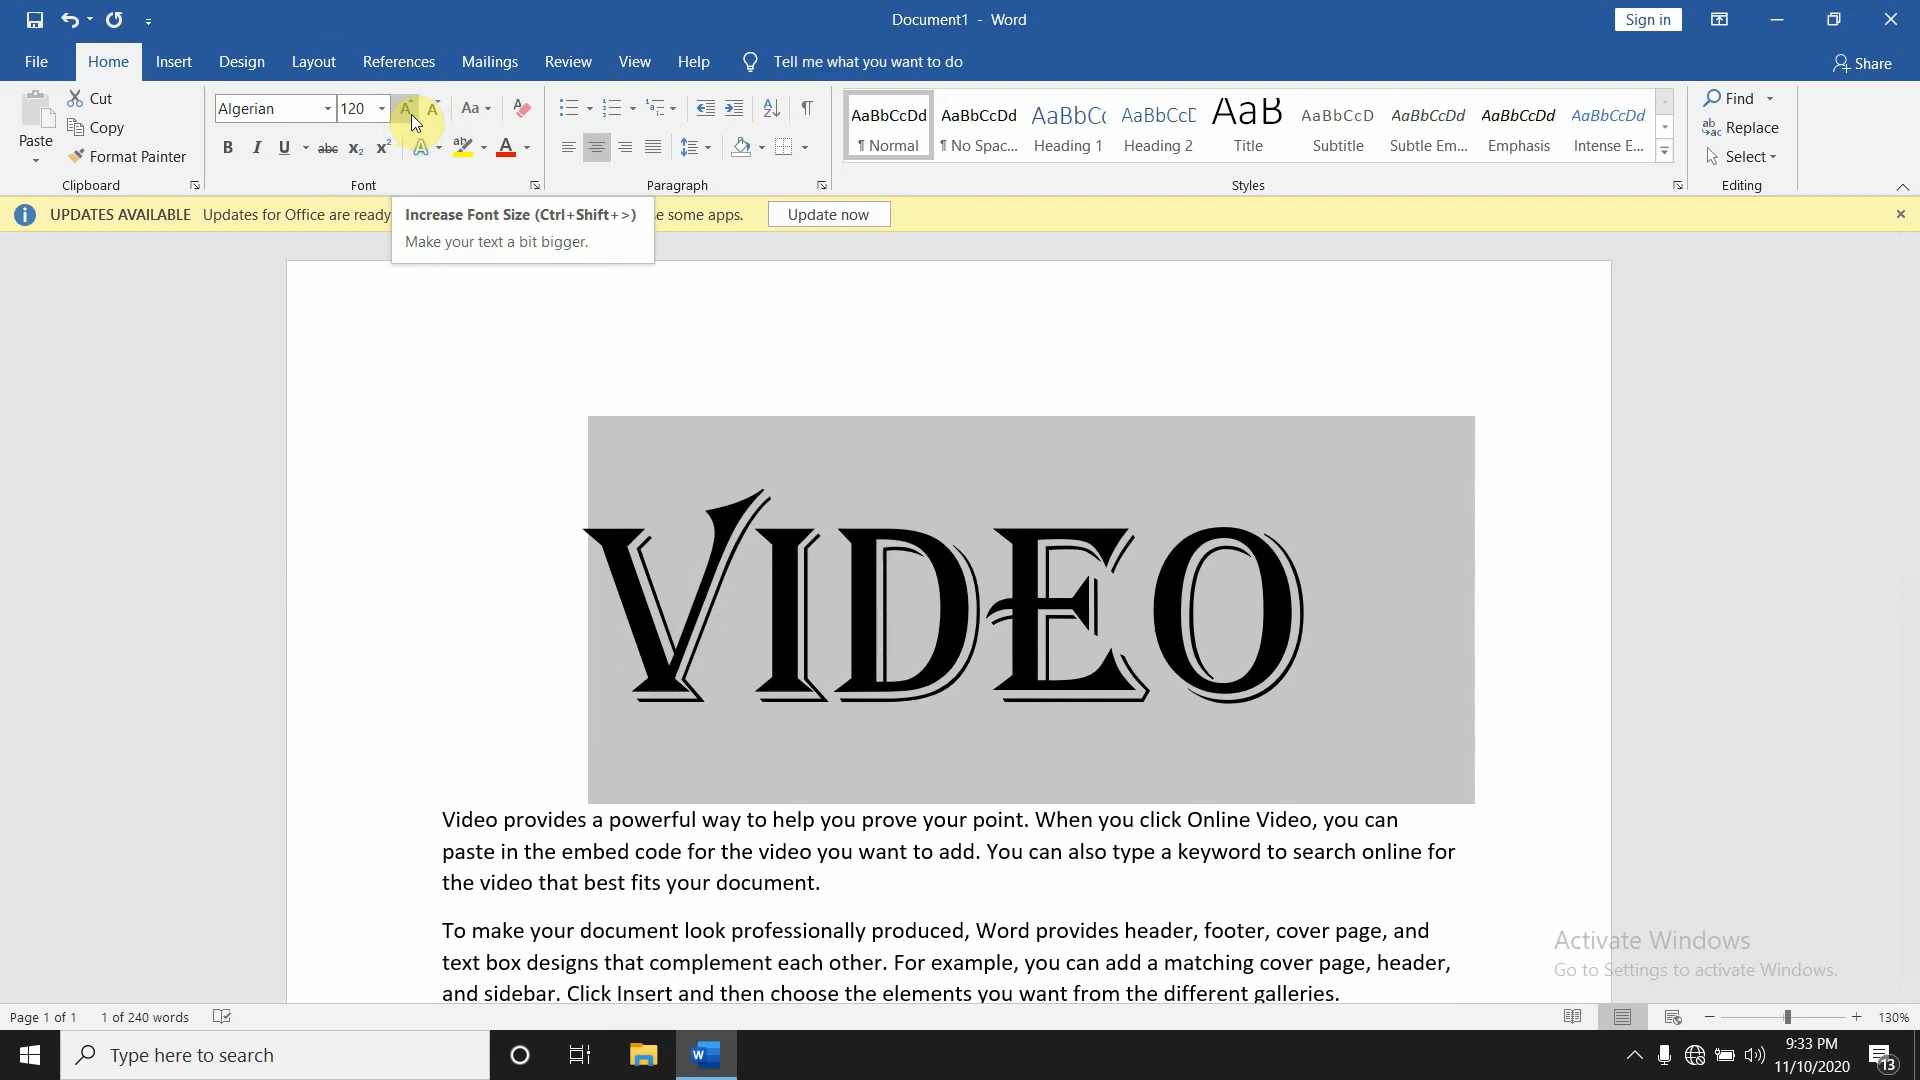 Document1 - Word
Sign in
File Home Insert Design Layout References Mailings Review View Help Tell me what you want to do
Share
Paste
Cut
Copy
Format Painter
Clipboard
Algerian 120
Aa
B I U abc x₂ x² A ab A
Font
Paragraph
AaBbCcDd AaBbCcDd AaBbCc AaBbCcE AaB AaBbCcD AaBbCcDd AaBbCcDd AaBbCcDd
¶ Normal ¶ No Spac... Heading 1 Heading 2 Title Subtitle Subtle Em... Emphasis Intense E...
Styles
Find
Replace
Select
Editing
UPDATES AVAILABLE Updates for Office are ready
e some apps.
Update now
Increase Font Size (Ctrl+Shift+>)
Make your text a bit bigger.
VIDEO
Video provides a powerful way to help you prove your point. When you click Online Video, you can
paste in the embed code for the video you want to add. You can also type a keyword to search online for
the video that best fits your document.
To make your document look professionally produced, Word provides header, footer, cover page, and
text box designs that complement each other. For example, you can add a matching cover page, header,
and sidebar. Click Insert and then choose the elements you want from the different galleries.
Activate Windows
Go to Settings to activate Windows.
Page 1 of 1 1 of 240 words
130%
Type here to search
9:33 PM
11/10/2020
13